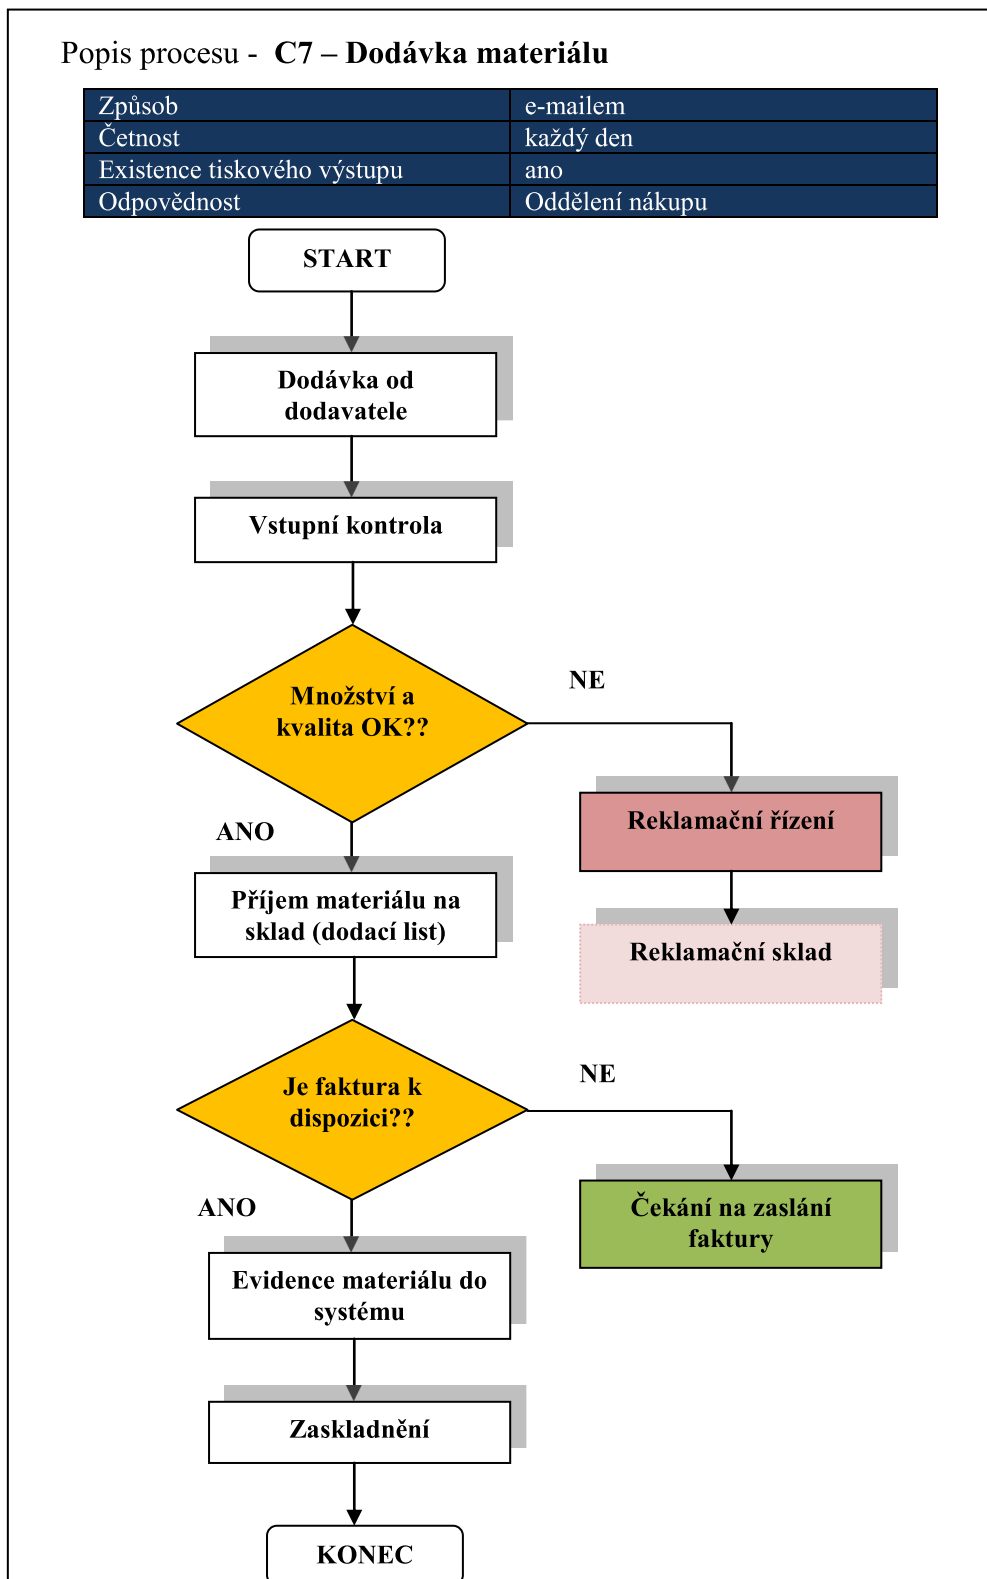 Popis procesu - C7 – Dodávka materiálu
Způsob e-mailem
Četnost každý den
Existence tiskového výstupu ano
Odpovědnost Oddělení nákupu
START
Dodávka od
dodavatele
Vstupní kontrola
Množství a
kvalita OK??
NE
Reklamační řízení
Reklamační sklad
ANO
Příjem materiálu na
sklad (dodací list)
Je faktura k
dispozici??
NE
Čekání na zaslání
faktury
ANO
Evidence materiálu do
systému
Zaskladnění
KONEC